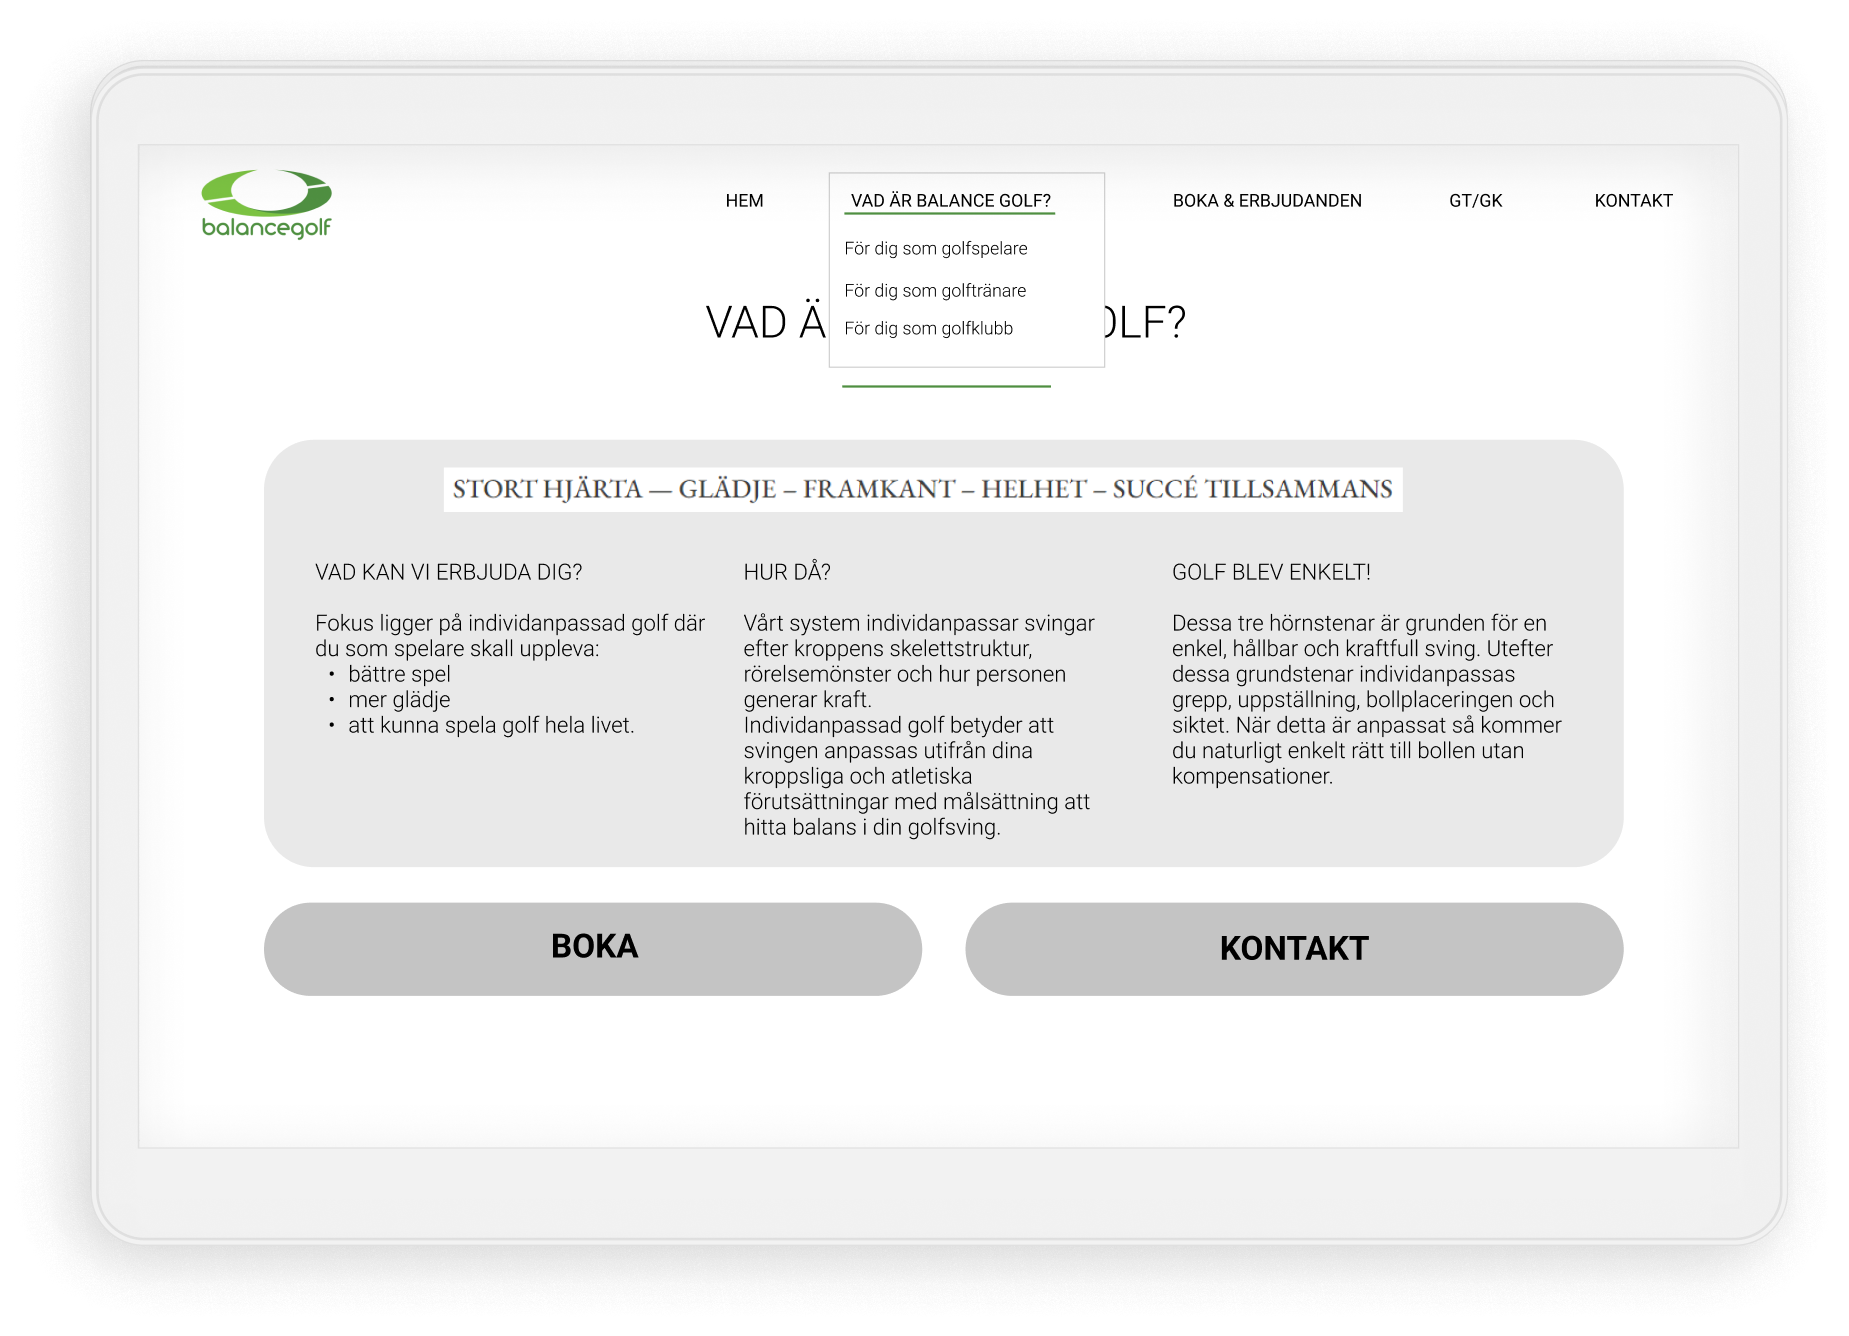 balancegolf
HEM
VAD ÄR BALANCE GOLF?
BOKA & ERBJUDANDEN
GT/GK
KONTAKT
För dig som golfspelare
För dig som golftränare
För dig som golfklubb
VAD Ä OLF?
STORT HJÄRTA — GLÄDJE – FRAMKANT – HELHET – SUCCÉ TILLSAMMANS
VAD KAN VI ERBJUDA DIG?
Fokus ligger på individanpassad golf där
du som spelare skall uppleva:
• bättre spel
• mer glädje
• att kunna spela golf hela livet.
HUR DÅ?
Vårt system individanpassar svingar
efter kroppens skelettstruktur,
rörelsemönster och hur personen
generar kraft.
Individanpassad golf betyder att
svingen anpassas utifrån dina
kroppsliga och atletiska
förutsättningar med målsättning att
hitta balans i din golfsving.
GOLF BLEV ENKELT!
Dessa tre hörnstenar är grunden för en
enkel, hållbar och kraftfull sving. Utefter
dessa grundstenar individanpassas
grepp, uppställning, bollplaceringen och
siktet. När detta är anpassat så kommer
du naturligt enkelt rätt till bollen utan
kompensationer.
BOKA
KONTAKT